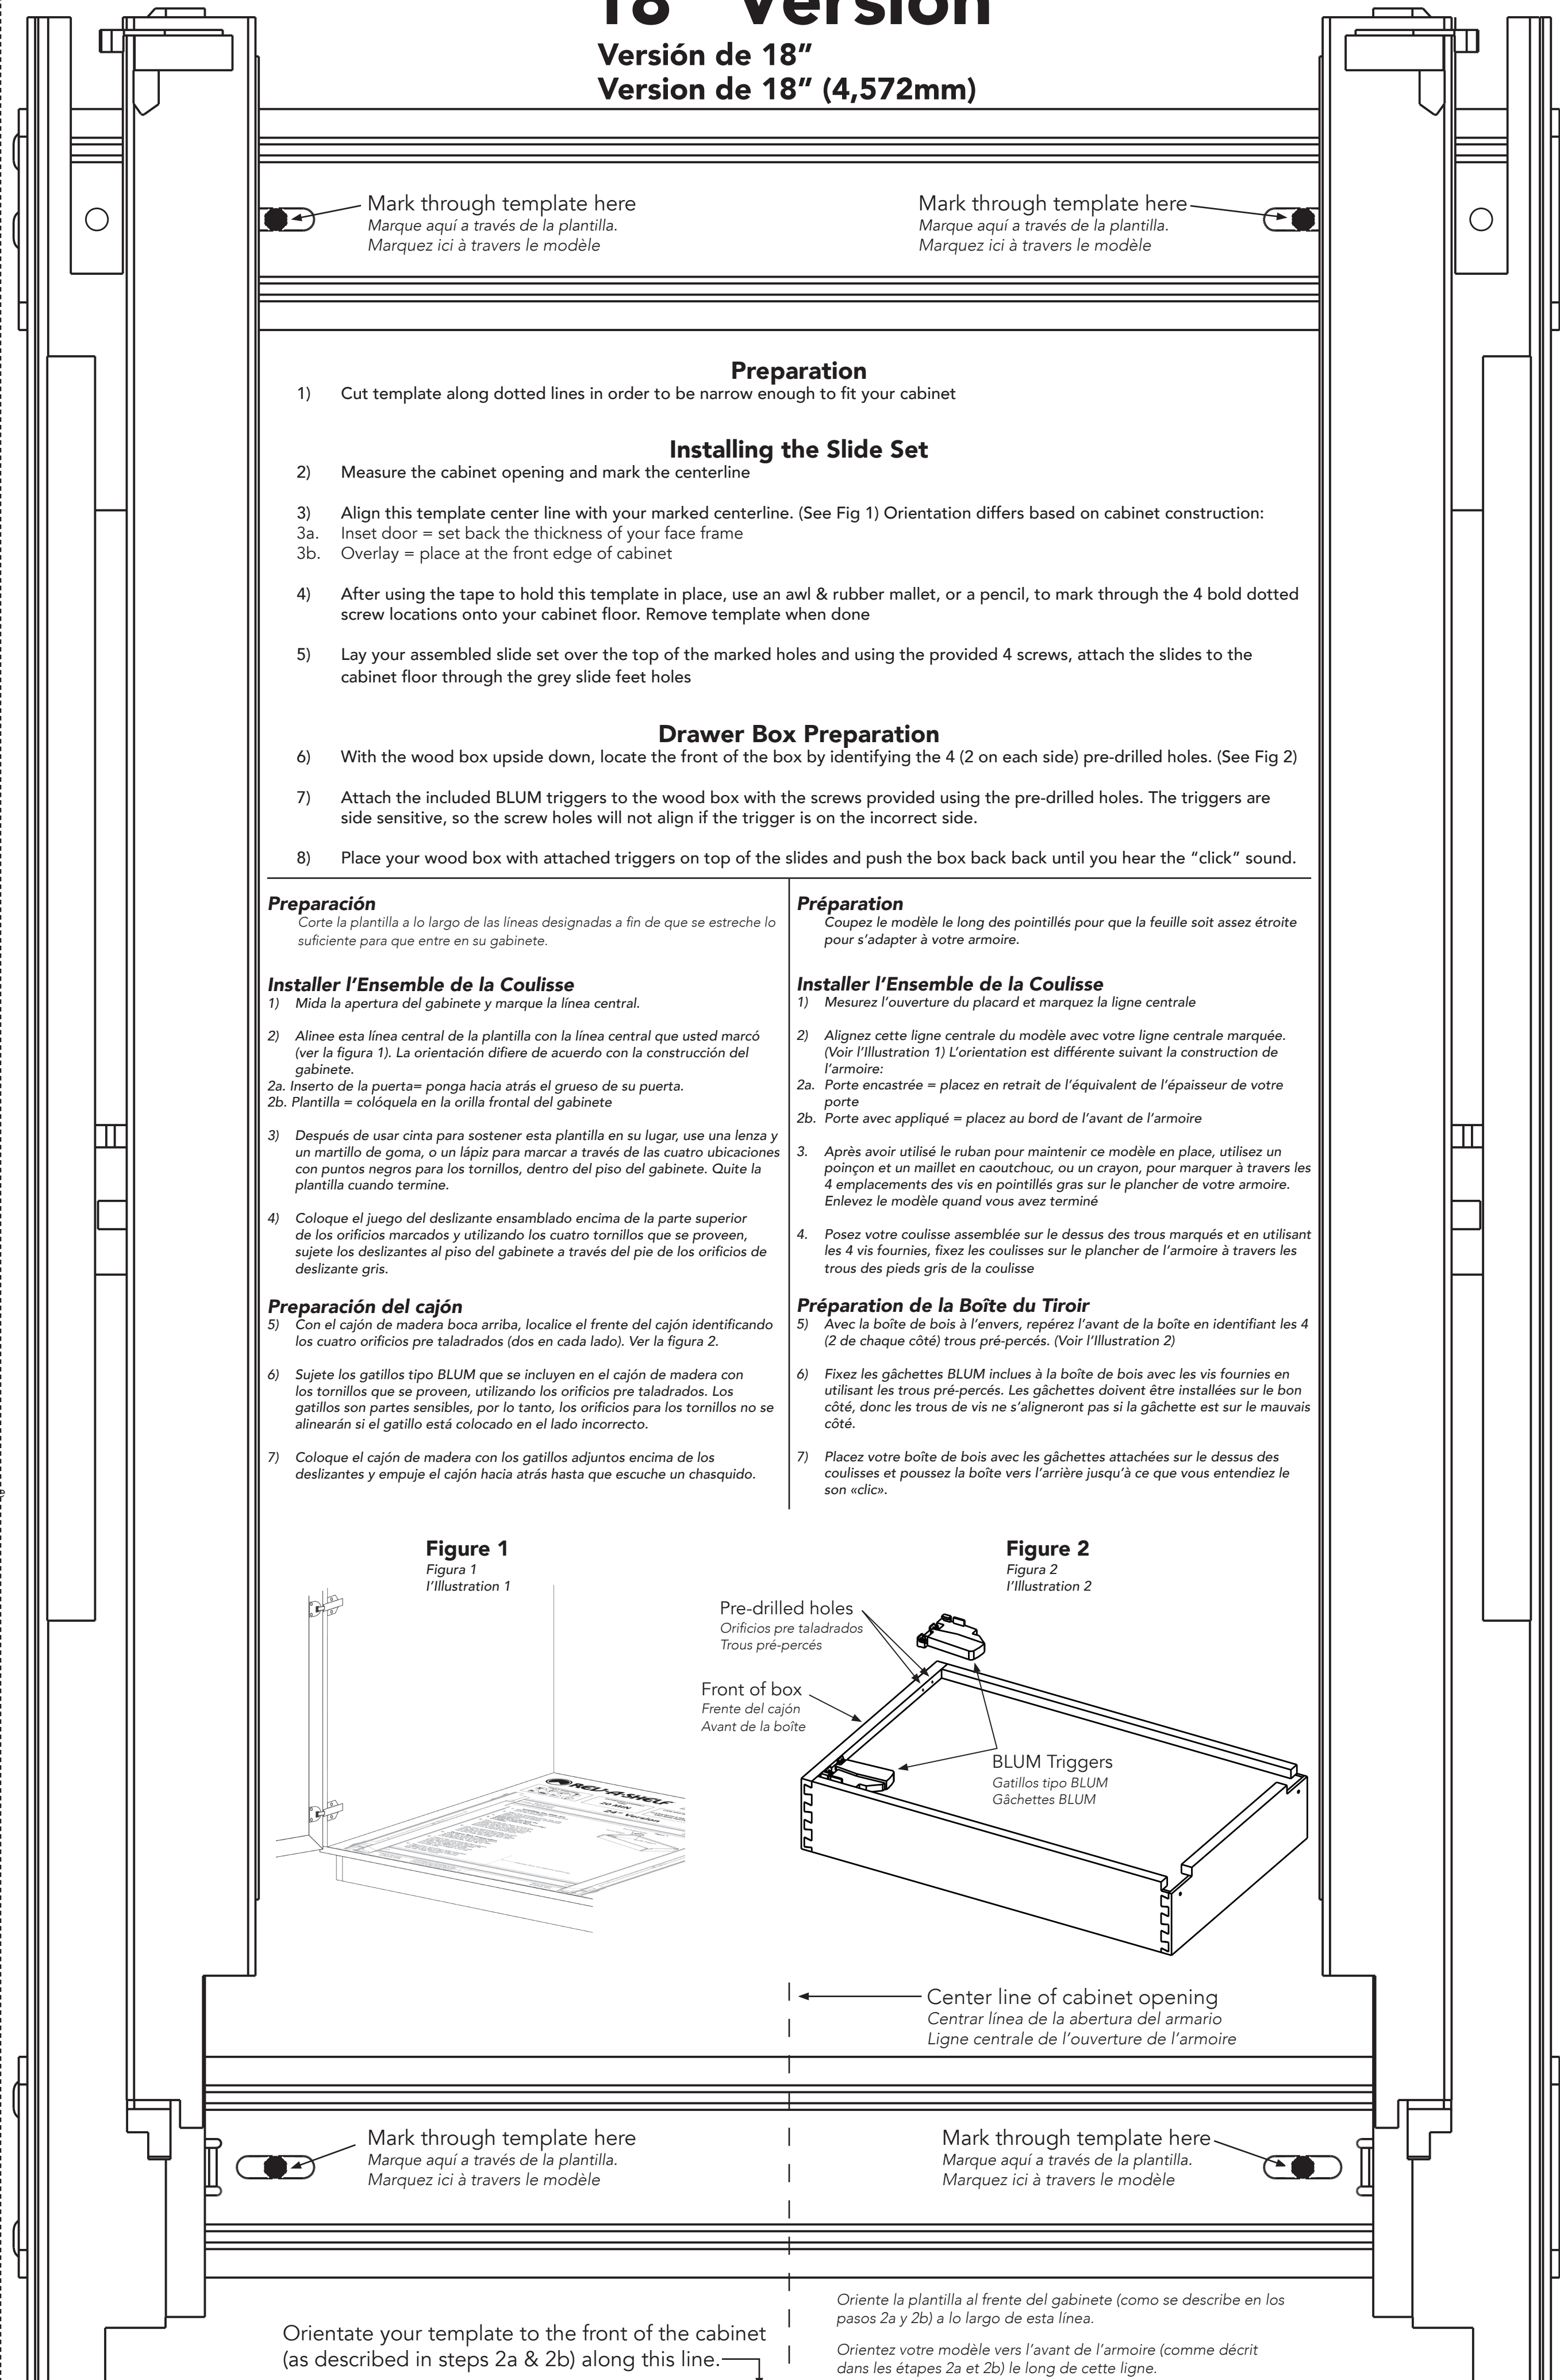 18" Version
Versión de 18"
Version de 18" (4,572mm)
Mark through template here
Marque aquí a través de la plantilla.
Marquez ici à travers le modèle
Mark through template here
Marque aquí a través de la plantilla.
Marquez ici à travers le modèle
Preparation
1) Cut template along dotted lines in order to be narrow enough to fit your cabinet
Installing the Slide Set
2) Measure the cabinet opening and mark the centerline
3) Align this template center line with your marked centerline. (See Fig 1) Orientation differs based on cabinet construction:
3a. Inset door = set back the thickness of your face frame
3b. Overlay = place at the front edge of cabinet
4) After using the tape to hold this template in place, use an awl & rubber mallet, or a pencil, to mark through the 4 bold dotted
screw locations onto your cabinet floor. Remove template when done
5) Lay your assembled slide set over the top of the marked holes and using the provided 4 screws, attach the slides to the
cabinet floor through the grey slide feet holes
Drawer Box Preparation
6) With the wood box upside down, locate the front of the box by identifying the 4 (2 on each side) pre-drilled holes. (See Fig 2)
7) Attach the included BLUM triggers to the wood box with the screws provided using the pre-drilled holes. The triggers are
side sensitive, so the screw holes will not align if the trigger is on the incorrect side.
8) Place your wood box with attached triggers on top of the slides and push the box back back until you hear the “click” sound.
Preparación
Corte la plantilla a lo largo de las líneas designadas a fin de que se estreche lo
suficiente para que entre en su gabinete.
Installer l’Ensemble de la Coulisse
1) Mida la apertura del gabinete y marque la línea central.
2) Alinee esta línea central de la plantilla con la línea central que usted marcó
(ver la figura 1). La orientación difiere de acuerdo con la construcción del
gabinete.
2a. Inserto de la puerta= ponga hacia atrás el grueso de su puerta.
2b. Plantilla = colóquela en la orilla frontal del gabinete
3) Después de usar cinta para sostener esta plantilla en su lugar, use una lenza y
un martillo de goma, o un lápiz para marcar a través de las cuatro ubicaciones
con puntos negros para los tornillos, dentro del piso del gabinete. Quite la
plantilla cuando termine.
4) Coloque el juego del deslizante ensamblado encima de la parte superior
de los orificios marcados y utilizando los cuatro tornillos que se proveen,
sujete los deslizantes al piso del gabinete a través del pie de los orificios de
deslizante gris.
Preparación del cajón
5) Con el cajón de madera boca arriba, localice el frente del cajón identificando
los cuatro orificios pre taladrados (dos en cada lado). Ver la figura 2.
6) Sujete los gatillos tipo BLUM que se incluyen en el cajón de madera con
los tornillos que se proveen, utilizando los orificios pre taladrados. Los
gatillos son partes sensibles, por lo tanto, los orificios para los tornillos no se
alinearán si el gatillo está colocado en el lado incorrecto.
7) Coloque el cajón de madera con los gatillos adjuntos encima de los
deslizantes y empuje el cajón hacia atrás hasta que escuche un chasquido.
Préparation
Coupez le modèle le long des pointillés pour que la feuille soit assez étroite
pour s’adapter à votre armoire.
Installer l’Ensemble de la Coulisse
1) Mesurez l’ouverture du placard et marquez la ligne centrale
2) Alignez cette ligne centrale du modèle avec votre ligne centrale marquée.
(Voir l’Illustration 1) L’orientation est différente suivant la construction de
l’armoire:
2a. Porte encastrée = placez en retrait de l’équivalent de l’épaisseur de votre
porte
2b. Porte avec appliqué = placez au bord de l’avant de l’armoire
3. Après avoir utilisé le ruban pour maintenir ce modèle en place, utilisez un
poinçon et un maillet en caoutchouc, ou un crayon, pour marquer à travers les
4 emplacements des vis en pointillés gras sur le plancher de votre armoire.
Enlevez le modèle quand vous avez terminé
4. Posez votre coulisse assemblée sur le dessus des trous marqués et en utilisant
les 4 vis fournies, fixez les coulisses sur le plancher de l’armoire à travers les
trous des pieds gris de la coulisse
Préparation de la Boîte du Tiroir
5) Avec la boîte de bois à l’envers, repérez l’avant de la boîte en identifiant les 4
(2 de chaque côté) trous pré-percés. (Voir l’Illustration 2)
6) Fixez les gâchettes BLUM inclues à la boîte de bois avec les vis fournies en
utilisant les trous pré-percés. Les gâchettes doivent être installées sur le bon
côté, donc les trous de vis ne s’aligneront pas si la gâchette est sur le mauvais
côté.
7) Placez votre boîte de bois avec les gâchettes attachées sur le dessus des
coulisses et poussez la boîte vers l’arrière jusqu’à ce que vous entendiez le
son «clic».
Figure 1
Figura 1
l’Illustration 1
REV-A-SHELF
24" Version
Figure 2
Figura 2
l’Illustration 2
Pre-drilled holes
Orificios pre taladrados
Trous pré-percés
Front of box
Frente del cajón
Avant de la boîte
BLUM Triggers
Gatillos tipo BLUM
Gâchettes BLUM
Center line of cabinet opening
Centrar línea de la abertura del armario
Ligne centrale de l’ouverture de l’armoire
Mark through template here
Marque aquí a través de la plantilla.
Marquez ici à travers le modèle
Mark through template here
Marque aquí a través de la plantilla.
Marquez ici à travers le modèle
Orientate your template to the front of the cabinet
(as described in steps 2a & 2b) along this line.
Oriente la plantilla al frente del gabinete (como se describe en los
pasos 2a y 2b) a lo largo de esta línea.
Orientez votre modèle vers l’avant de l’armoire (comme décrit
dans les étapes 2a et 2b) le long de cette ligne.